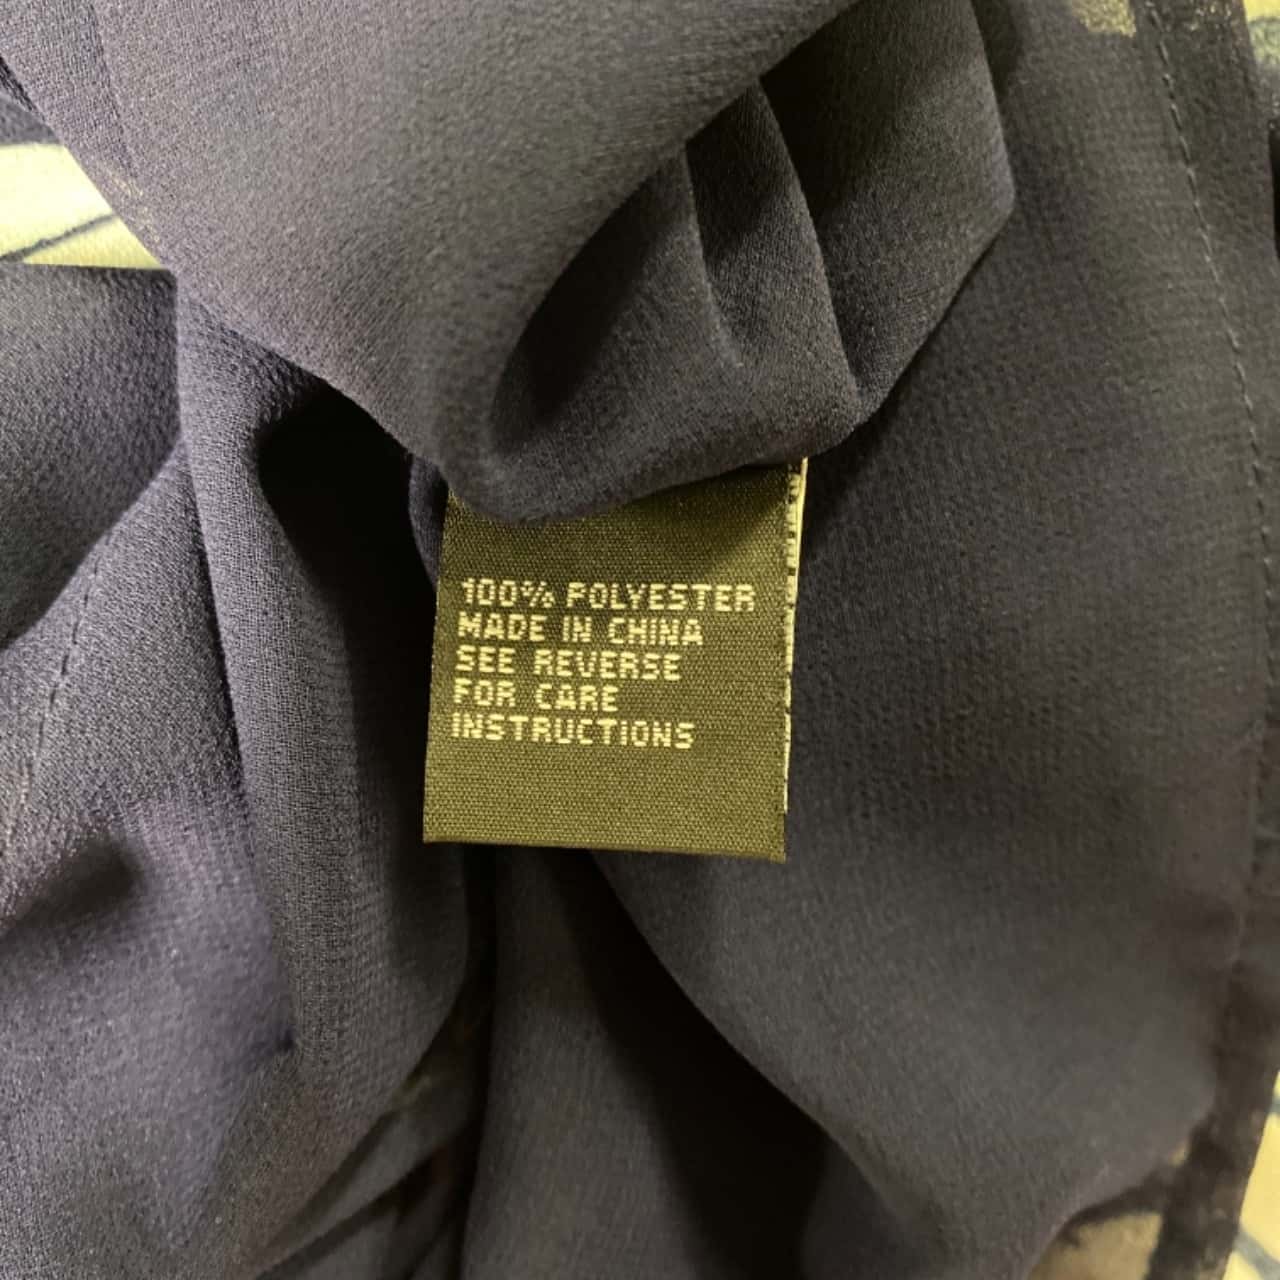 100% POLYESTER
MADE IN CHINA
SEE REVERSE
FOR CARE
INSTRUCTIONS